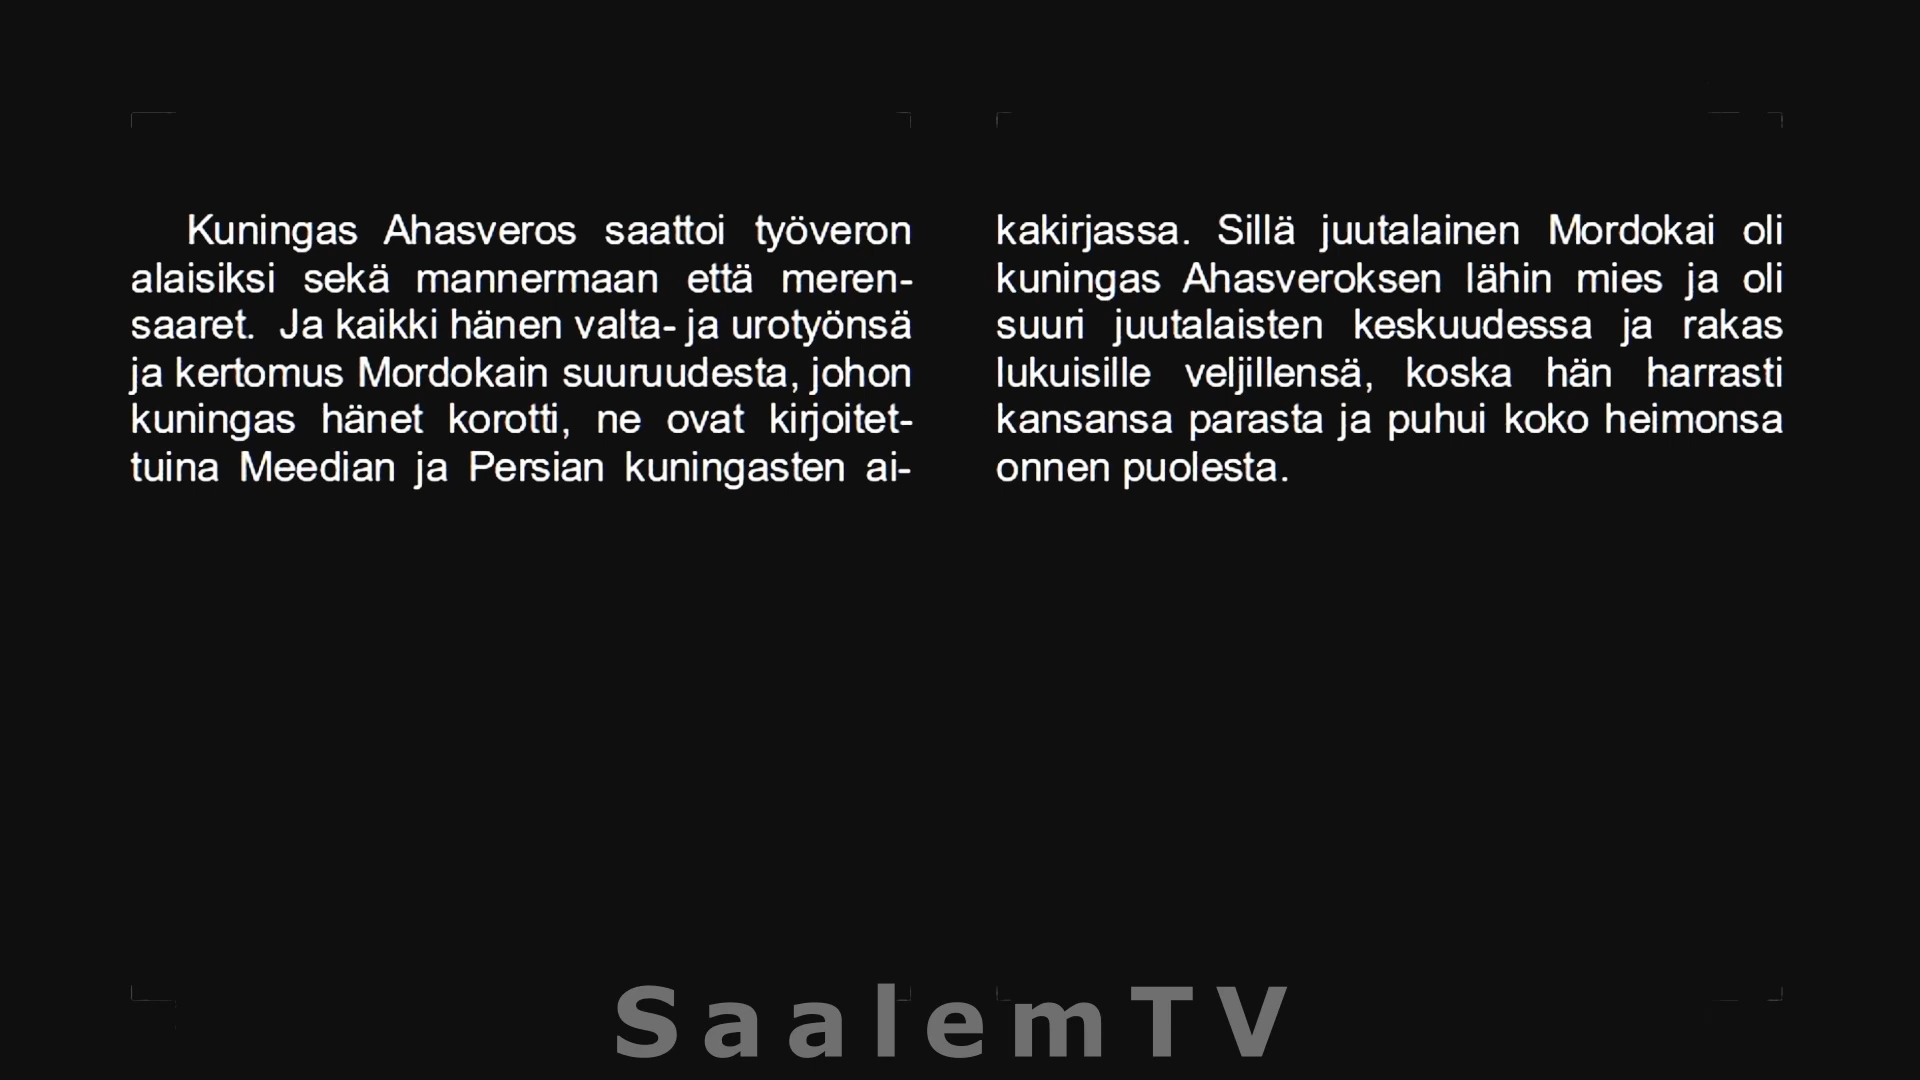 Kuningas Ahasveros saattoi työveron
alaisiksi sekä mannermaan että meren-
saaret. Ja kaikki hänen valta- ja urotyönsä
ja kertomus Mordokain suuruudesta, johon
kuningas hänet korotti, ne ovat kirjoitet-
tuina Meedian ja Persian kuningasten ai-
kakirjassa. Sillä juutalainen Mordokai oli
kuningas Ahasveroksen lähin mies ja oli
suuri juutalaisten keskuudessa ja rakas
lukuisille veljillensä, koska hän harrasti
kansansa parasta ja puhui koko heimonsa
onnen puolesta.
SaalemTV